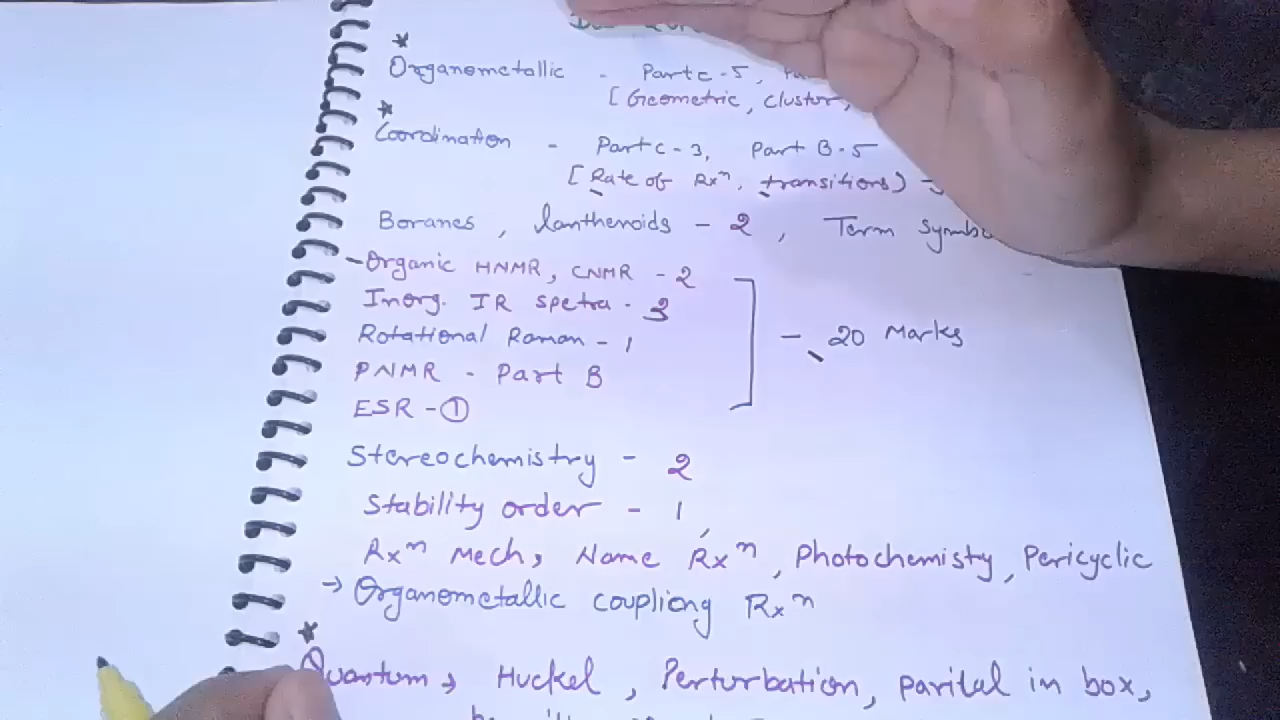 * Organometallic - Part c - 5,
[Geometric, cluster,
* Coordination - Part c - 3, Part B - 5
[Rate of Rxⁿ, transitions)
Boranes, lanthenoids - 2, Term Symb
-Organic HNMR, CNMR - 2
Inorg. IR spetra - 3
Rotational Raman - 1
PNMR - Part B
ESR - ①
- 20 Marks
Stereochemistry - 2
Stability order - 1
Rxⁿ Mech, Name Rxⁿ, Photochemisty, Pericyclic
→ Organometallic coupliong Rxⁿ
* Quantum → Huckel, Perturbation, parital in box,